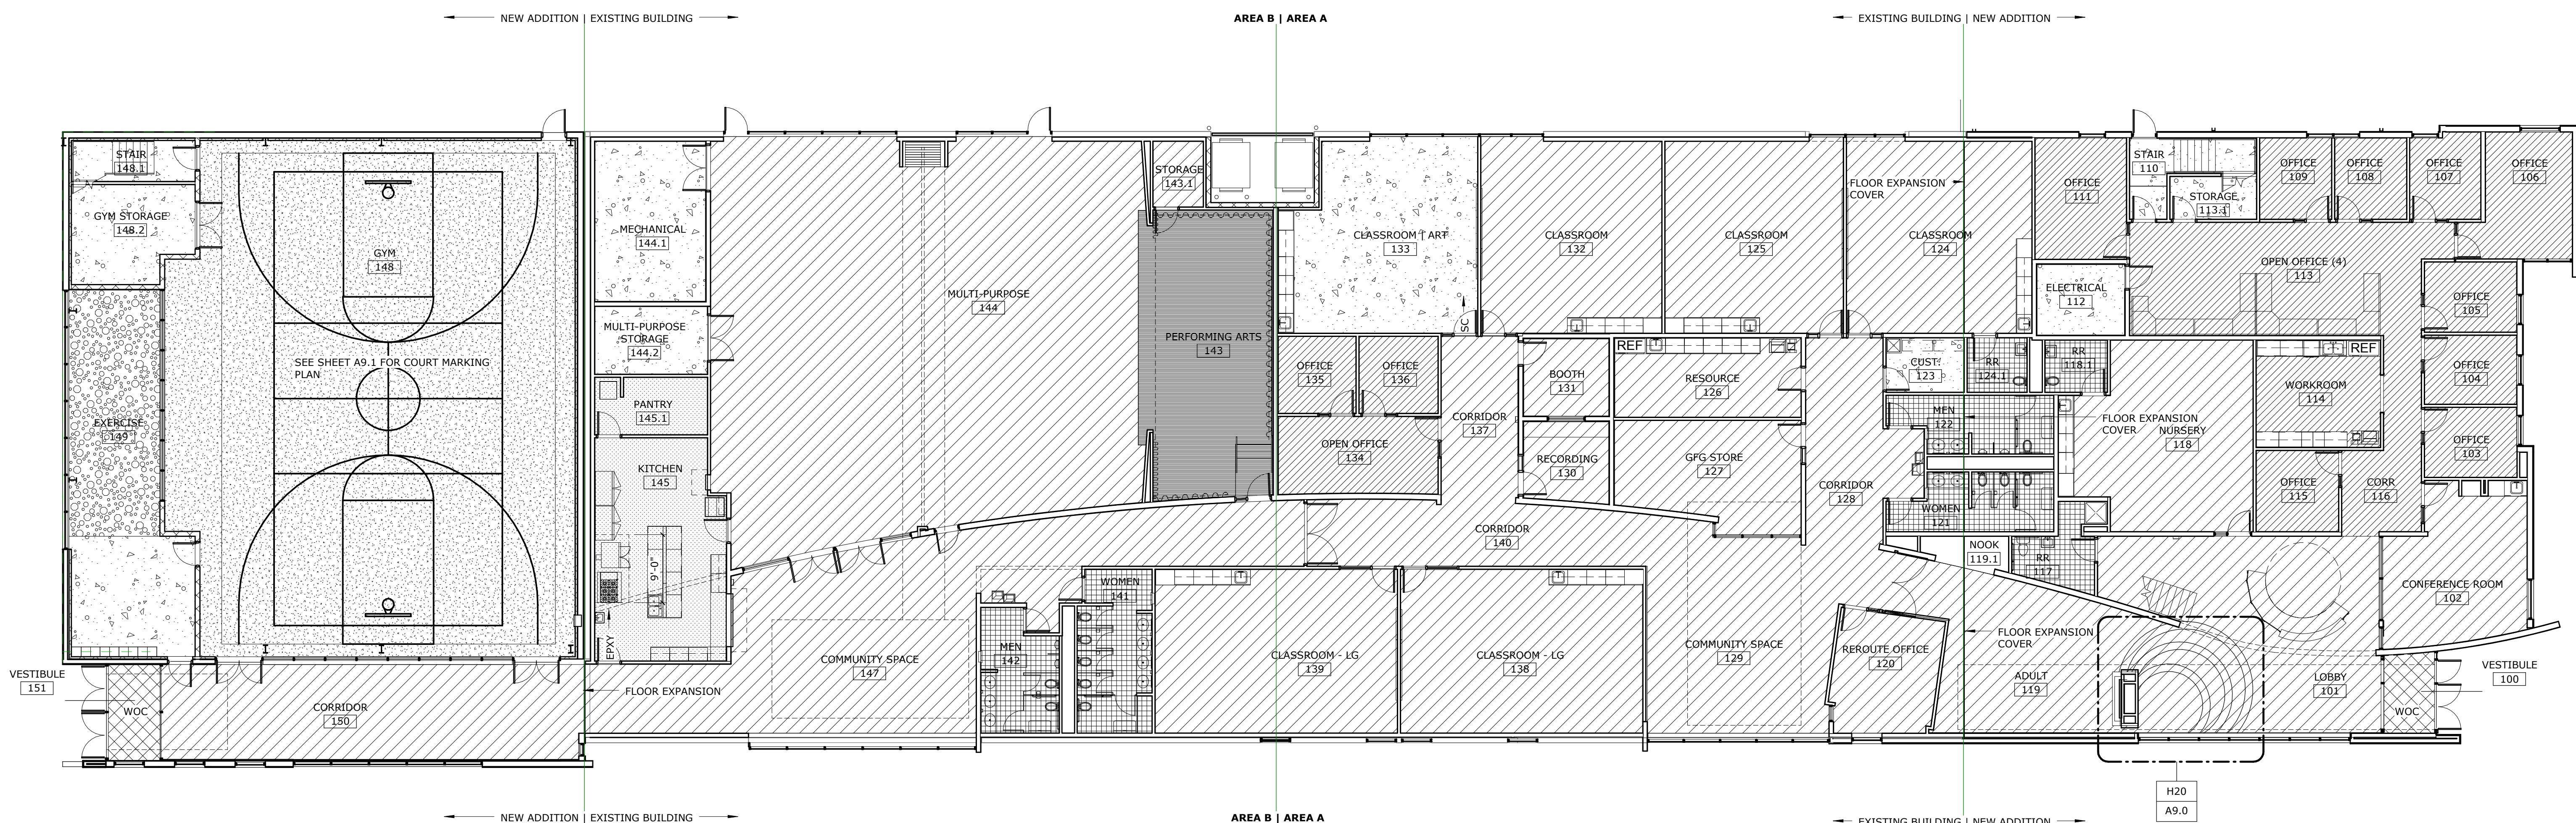 NEW ADDITION | EXISTING BUILDING
AREA B | AREA A
EXISTING BUILDING | NEW ADDITION
STAIR
148.1
GYM STORAGE
148.2
GYM
148
SEE SHEET A9.1 FOR COURT MARKING
PLAN
EXERCISE
149
VESTIBULE
151
WOC
CORRIDOR
150
MECHANICAL
144.1
MULTI-PURPOSE
STORAGE
144.2
PANTRY
145.1
KITCHEN
145
9'-0"
EPXY
FLOOR EXPANSION
MULTI-PURPOSE
144
COMMUNITY SPACE
147
STORAGE
143.1
PERFORMING ARTS
143
WOMEN
141
MEN
142
CLASSROOM | ART
133
SC
OFFICE
135
OFFICE
136
OPEN OFFICE
134
CORRIDOR
137
CLASSROOM
132
CLASSROOM
125
FLOOR EXPANSION
COVER
CLASSROOM
124
BOOTH
131
RECORDING
130
REF
RESOURCE
126
GFG STORE
127
CORRIDOR
128
CORRIDOR
140
CLASSROOM - LG
139
CLASSROOM - LG
138
COMMUNITY SPACE
129
REROUTE OFFICE
120
CUST.
123
RR
124.1
RR
118.1
MEN
122
WOMEN
121
NOOK
119.1
RR
117
FLOOR EXPANSION
COVER
NURSERY
118
FLOOR EXPANSION
COVER
ADULT
119
LOBBY
101
OFFICE
111
STAIR
110
STORAGE
113.1
OFFICE
109
OFFICE
108
OFFICE
107
OFFICE
106
OPEN OFFICE (4)
113
ELECTRICAL
112
OFFICE
105
REF
WORKROOM
114
OFFICE
104
OFFICE
103
OFFICE
115
CORR
116
CONFERENCE ROOM
102
VESTIBULE
100
WOC
H20
A9.0
NEW ADDITION | EXISTING BUILDING
AREA B | AREA A
EXISTING BUILDING | NEW ADDITION